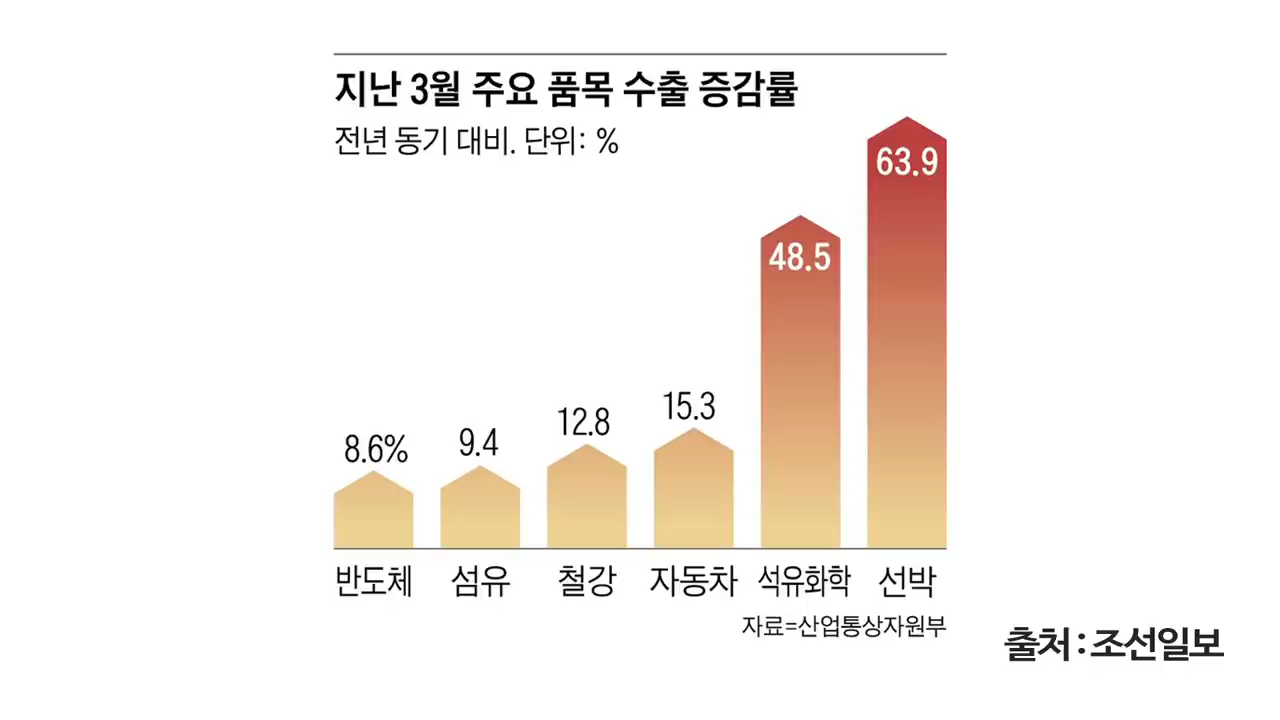 지난 3월 주요 품목 수출 증감률
전년 동기 대비. 단위: %
8.6%
9.4
12.8
15.3
48.5
63.9
반도체
섬유
철강
자동차
석유화학
선박
자료=산업통상자원부
출처 : 조선일보